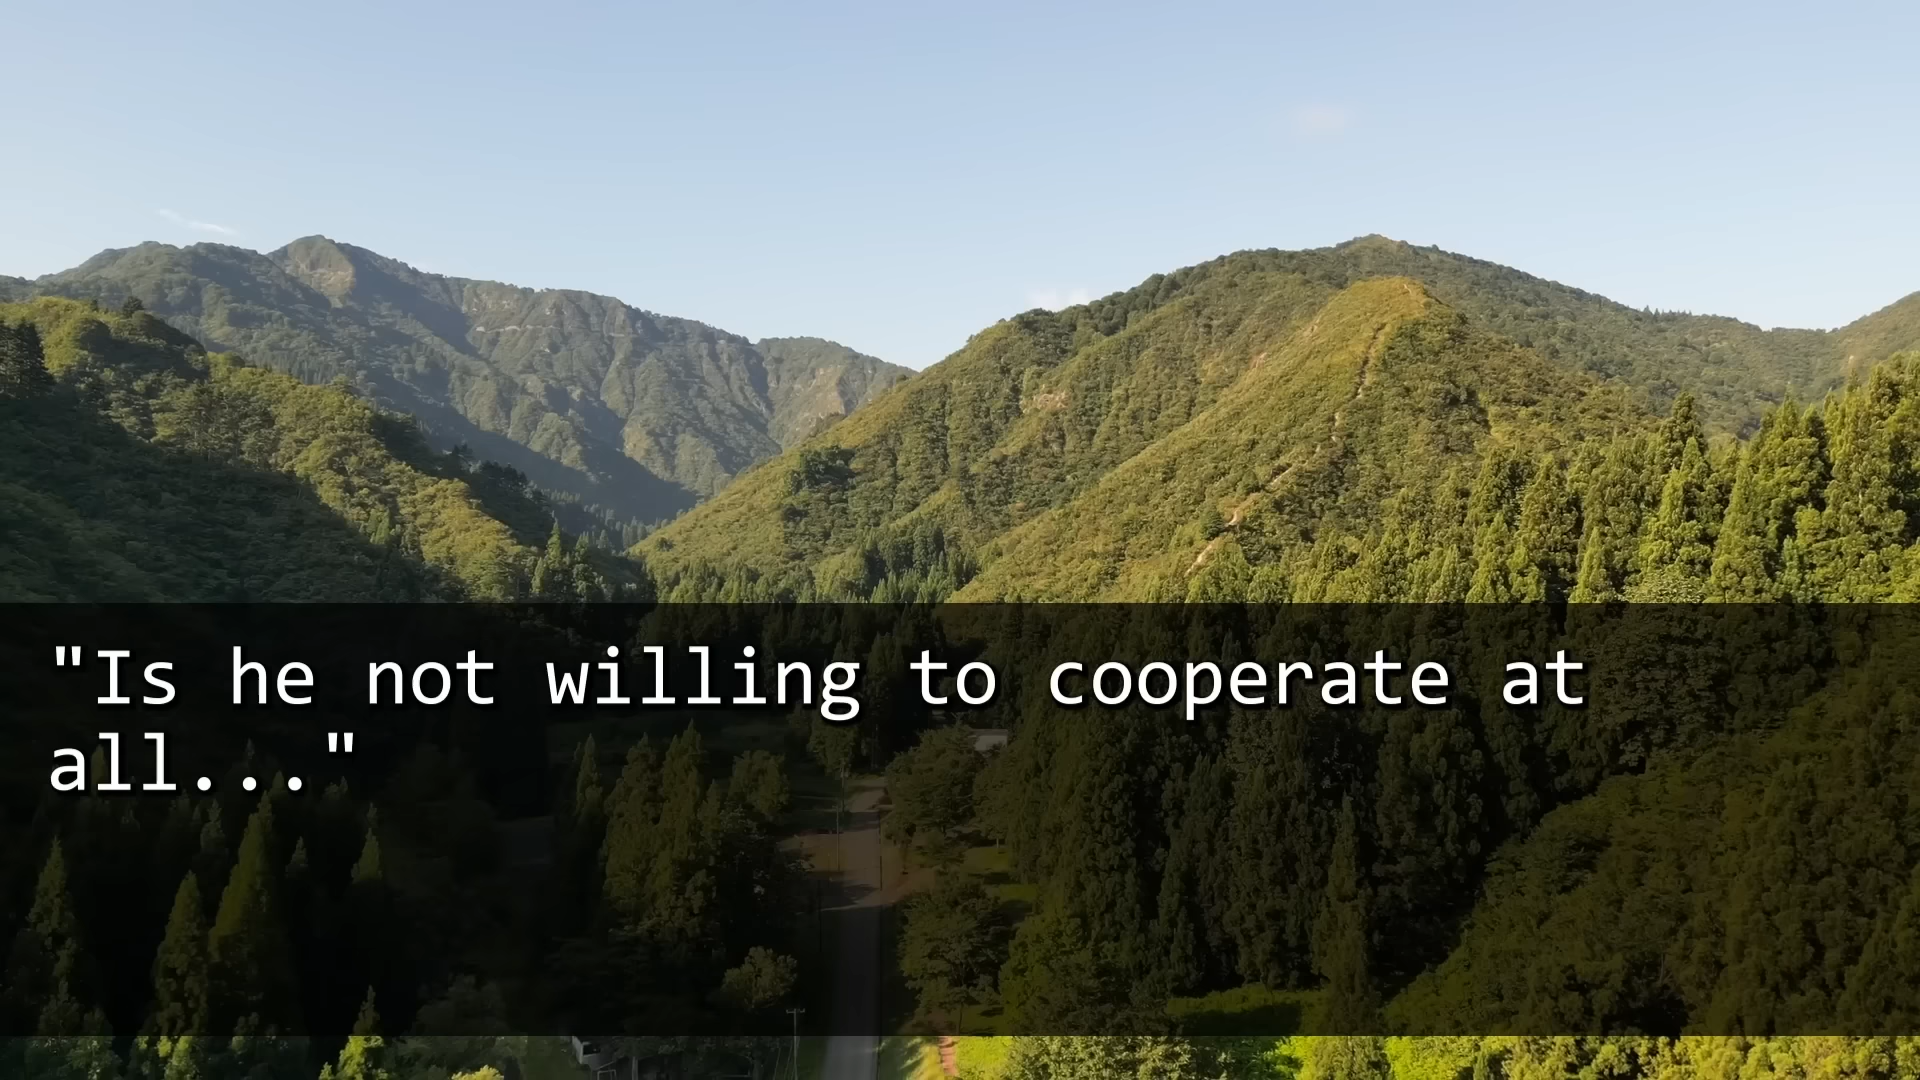 "Is he not willing to cooperate at
all..."